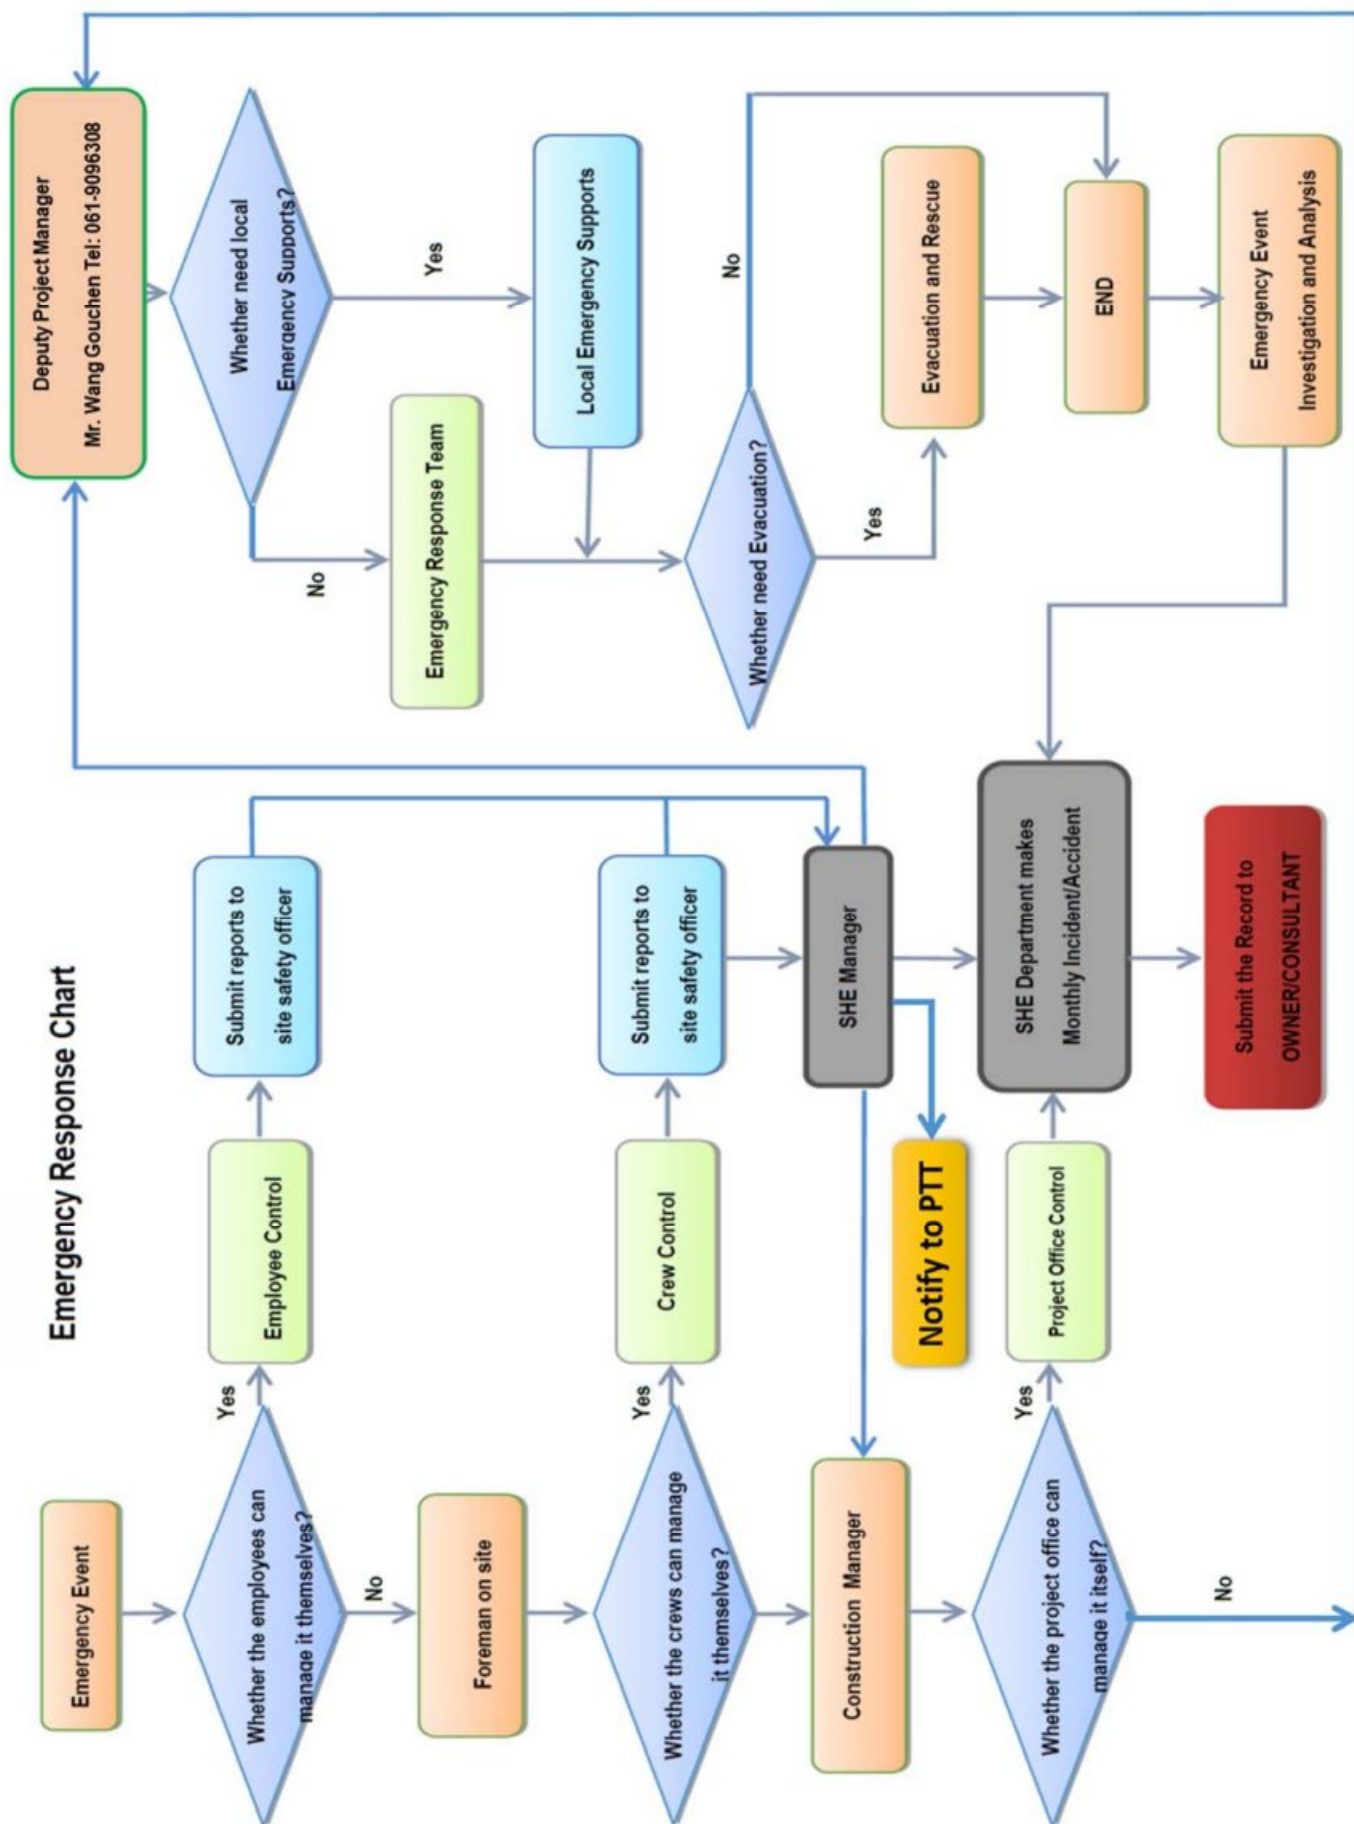 Emergency Response Chart
Emergency Event
Whether the employees can
manage it themselves?
Yes
Employee Control
Submit reports to
site safety officer
No
Foreman on site
Whether the crews can manage
it themselves?
Yes
Crew Control
Submit reports to
site safety officer
Construction Manager
SHE Manager
Notify to PTT
Whether the project office can
manage it itself?
Yes
Project Office Control
SHE Department makes
Monthly Incident/Accident
No
Submit the Record to
OWNER/CONSULTANT
Deputy Project Manager
Mr. Wang Gouchen Tel: 061-9096308
Whether need local
Emergency Supports?
No
Yes
Emergency Response Team
Local Emergency Supports
Whether need Evacuation?
No
Yes
Evacuation and Rescue
END
Emergency Event
Investigation and Analysis